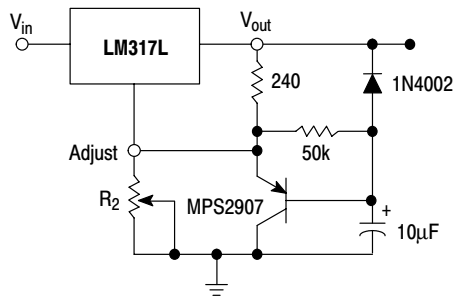 Vin
LM317L
Vout
240
1N4002
50k
Adjust
R2
MPS2907
+
10µF